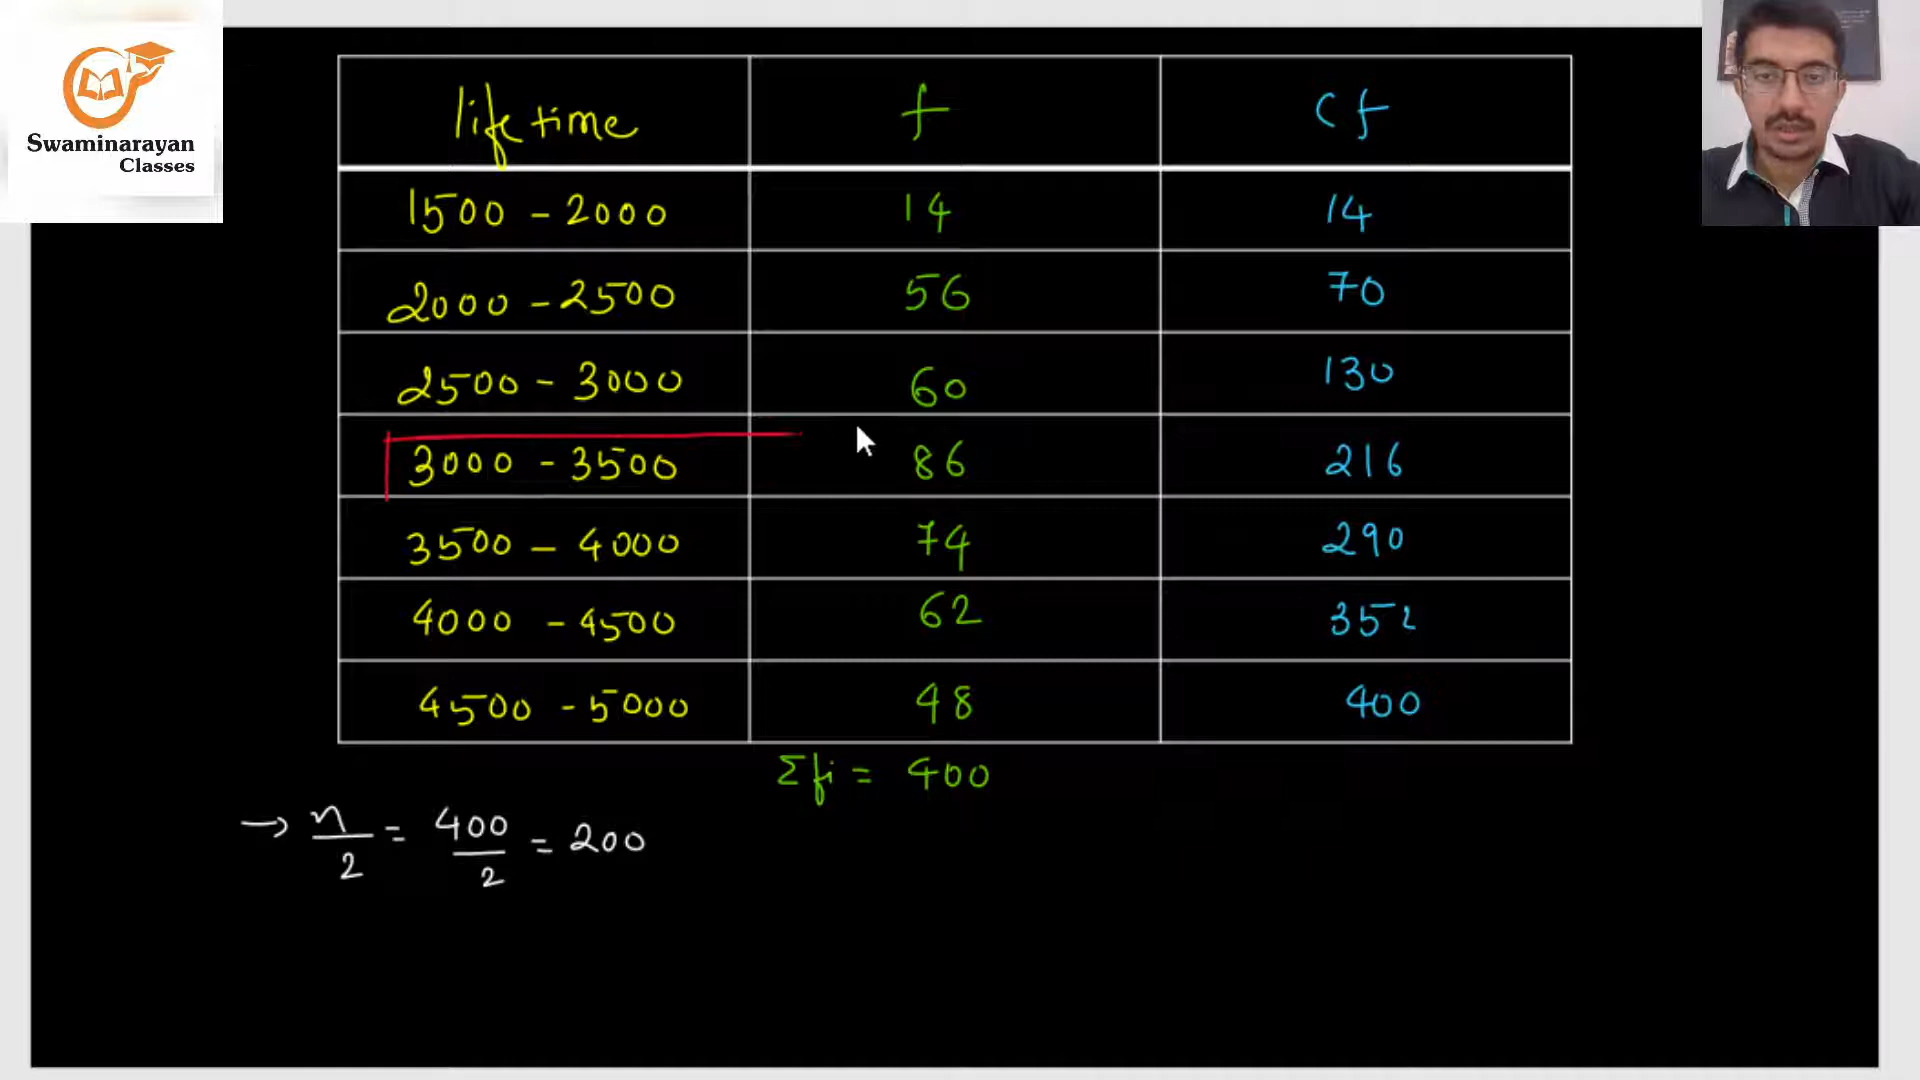 Swaminarayan
Classes
life time f cf
1500 - 2000 14 14
2000 - 2500 56 70
2500 - 3000 60 130
3000 - 3500 86 216
3500 - 4000 74 290
4000 - 4500 62 352
4500 - 5000 48 400
Σfi = 400
→ n/2 = 400/2 = 200